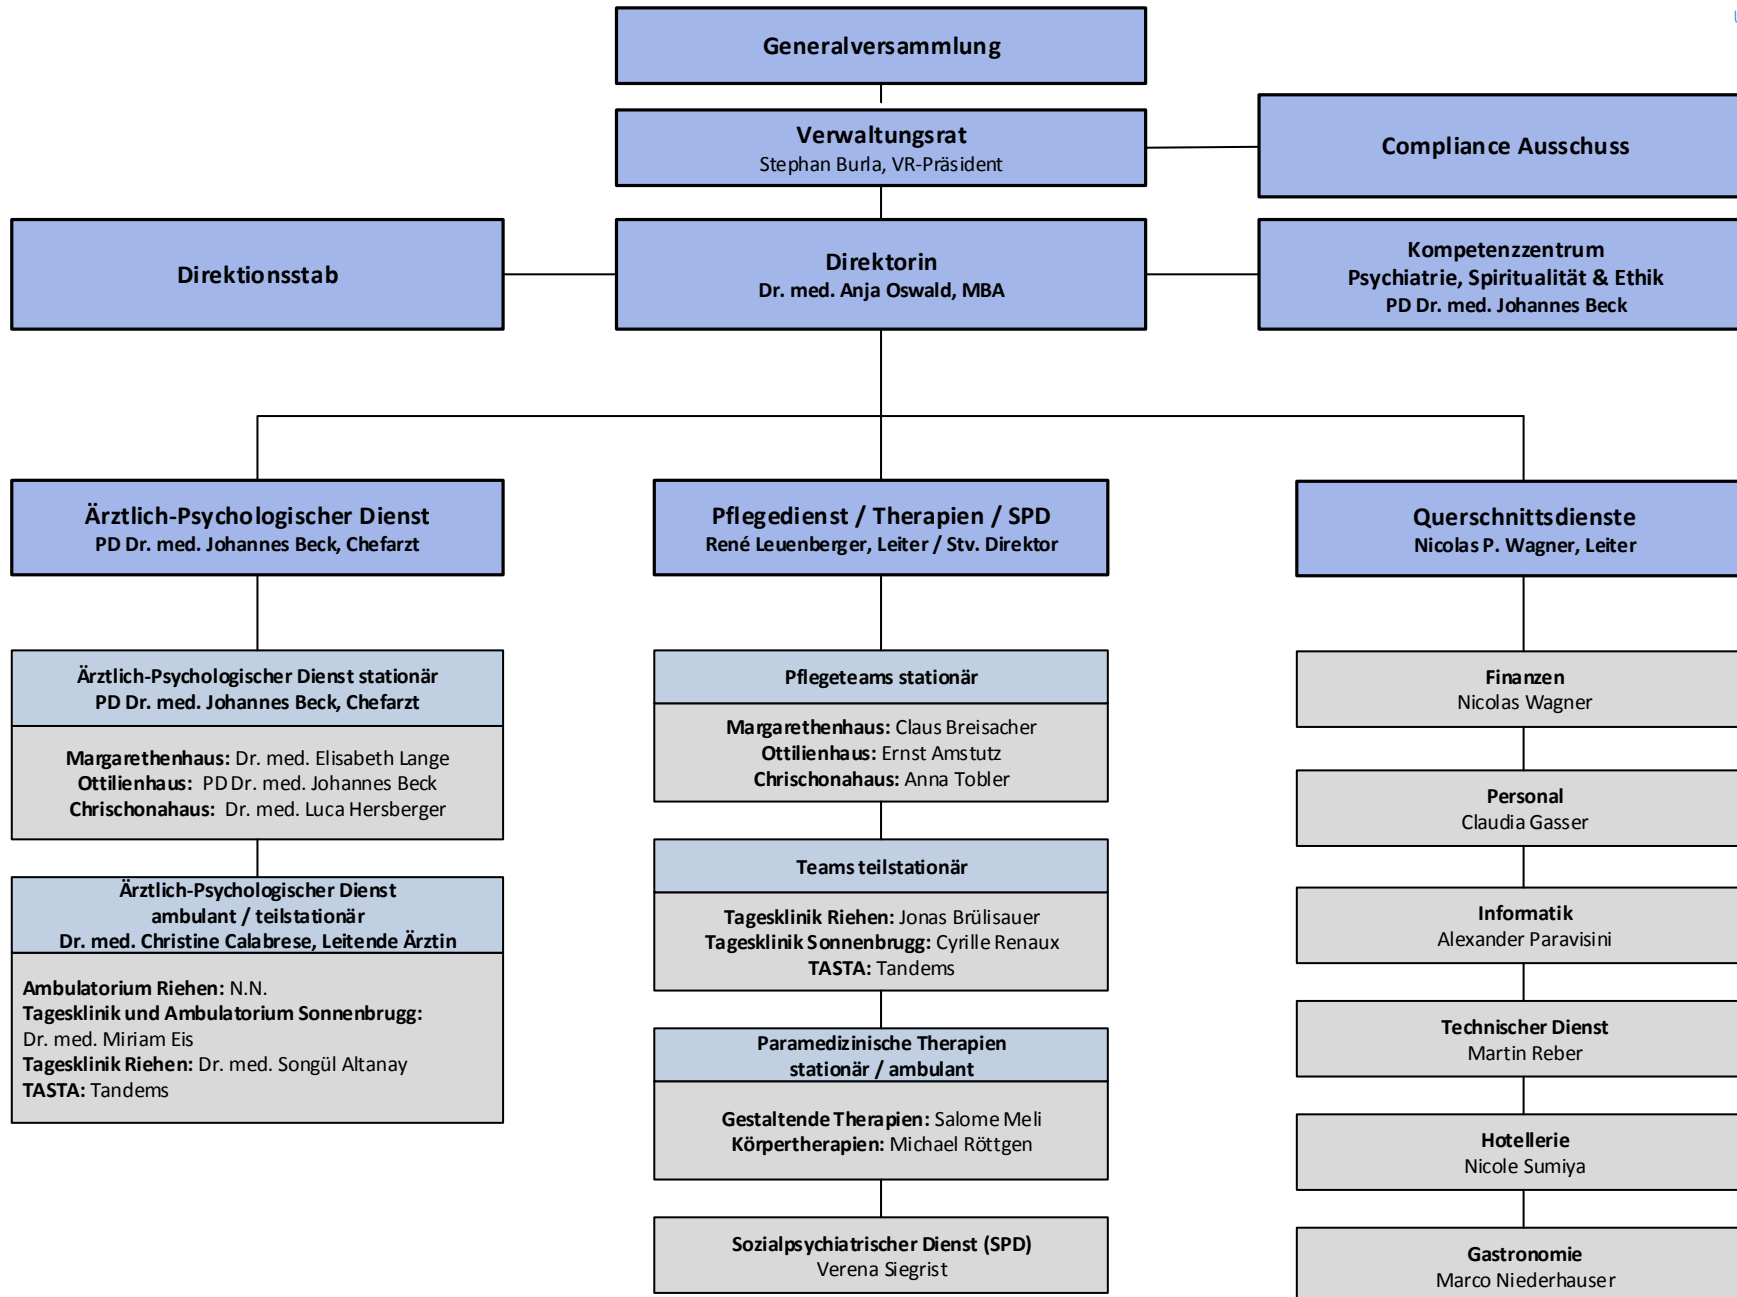 Generalversammlung
Verwaltungsrat
Stephan Burla, VR-Präsident
Compliance Ausschuss
Direktionsstab
Direktorin
Dr. med. Anja Oswald, MBA
Kompetenzzentrum
Psychiatrie, Spiritualität & Ethik
PD Dr. med. Johannes Beck
Ärztlich-Psychologischer Dienst
PD Dr. med. Johannes Beck, Chefarzt
Ärztlich-Psychologischer Dienst stationär
PD Dr. med. Johannes Beck, Chefarzt
Margarethenhaus: Dr. med. Elisabeth Lange
Ottilienhaus: PD Dr. med. Johannes Beck
Chrischonahaus: Dr. med. Luca Hersberger
Ärztlich-Psychologischer Dienst
ambulant / teilstationär
Dr. med. Christine Calabrese, Leitende Ärztin
Ambulatorium Riehen: N.N.
Tagesklinik und Ambulatorium Sonnenbrugg:
Dr. med. Miriam Eis
Tagesklinik Riehen: Dr. med. Songül Altanay
TASTA: Tandems
Pflegedienst / Therapien / SPD
René Leuenberger, Leiter / Stv. Direktor
Pflegeteams stationär
Margarethenhaus: Claus Breisacher
Ottilienhaus: Ernst Amstutz
Chrischonahaus: Anna Tobler
Teams teilstationär
Tagesklinik Riehen: Jonas Brülisauer
Tagesklinik Sonnenbrugg: Cyrille Renaux
TASTA: Tandems
Paramedizinische Therapien
stationär / ambulant
Gestaltende Therapien: Salome Meli
Körpertherapien: Michael Röttgen
Sozialpsychiatrischer Dienst (SPD)
Verena Siegrist
Querschnittsdienste
Nicolas P. Wagner, Leiter
Finanzen
Nicolas Wagner
Personal
Claudia Gasser
Informatik
Alexander Paravisini
Technischer Dienst
Martin Reber
Hotellerie
Nicole Sumiya
Gastronomie
Marco Niederhauser